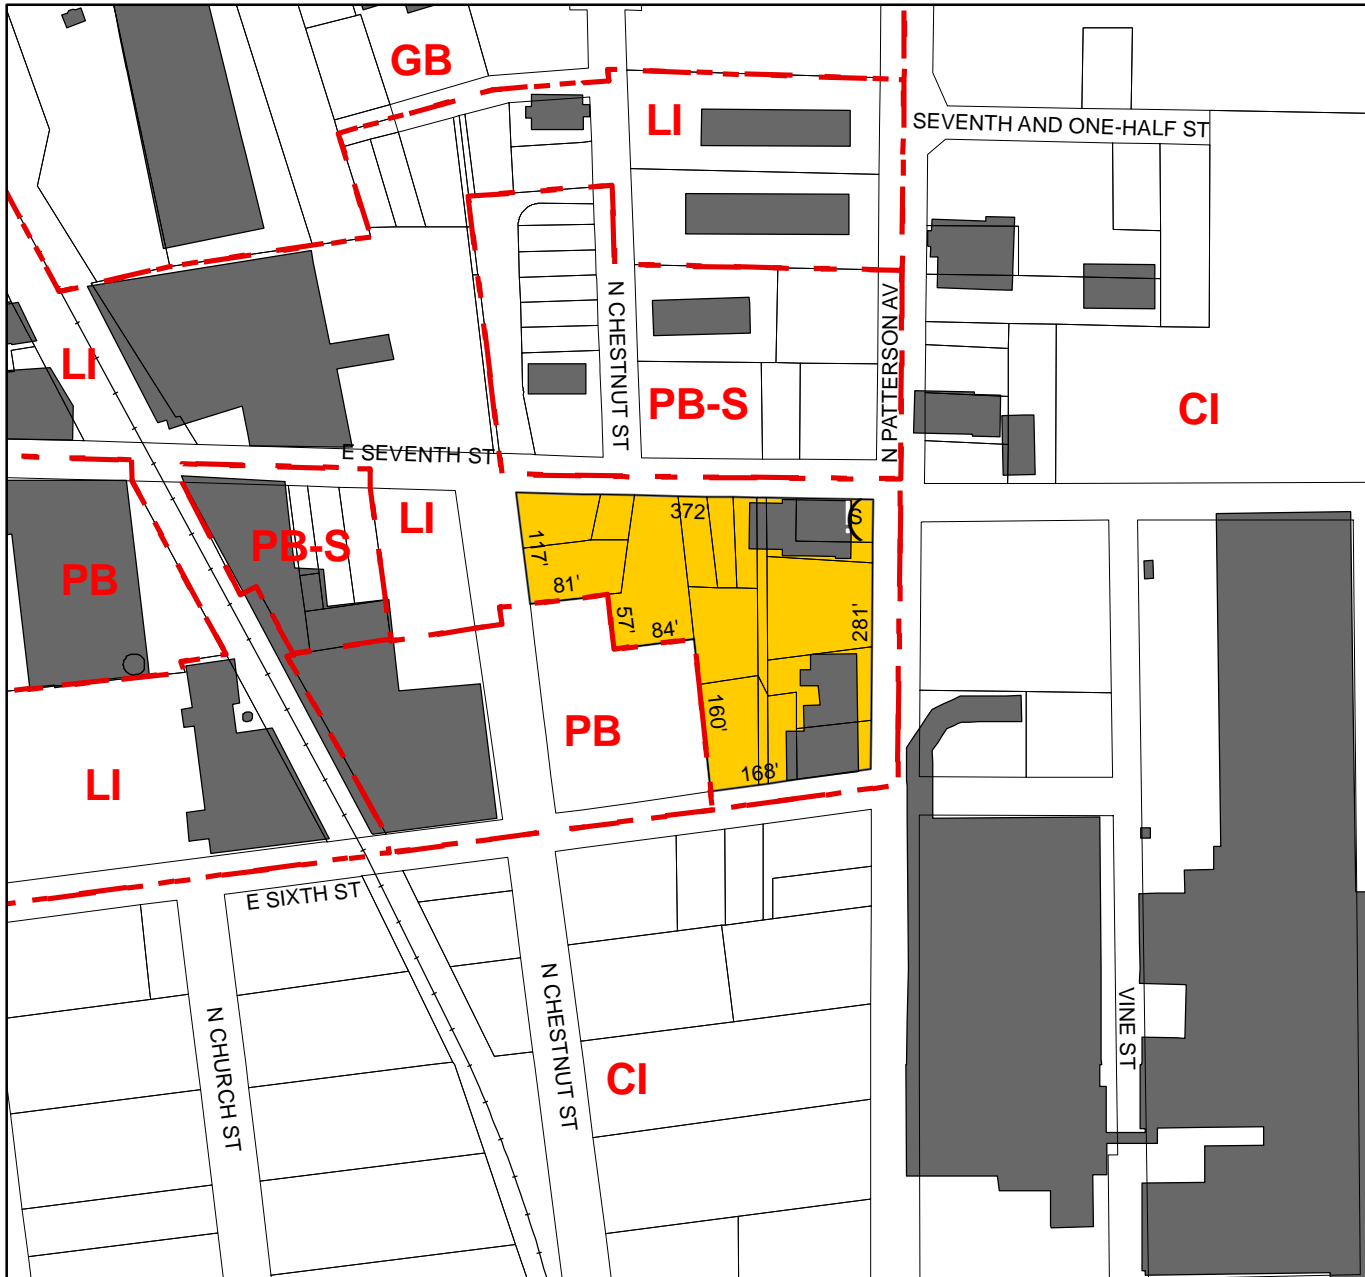 GB
LI
SEVENTH AND ONE-HALF ST
N CHESTNUT ST
N PATTERSON AV
LI
PB-S
CI
E SEVENTH ST
LI
372'
S
PB-S
117'
PB
81'
57'
84'
281'
160'
PB
168'
LI
E SIXTH ST
N CHURCH ST
N CHESTNUT ST
VINE ST
CI